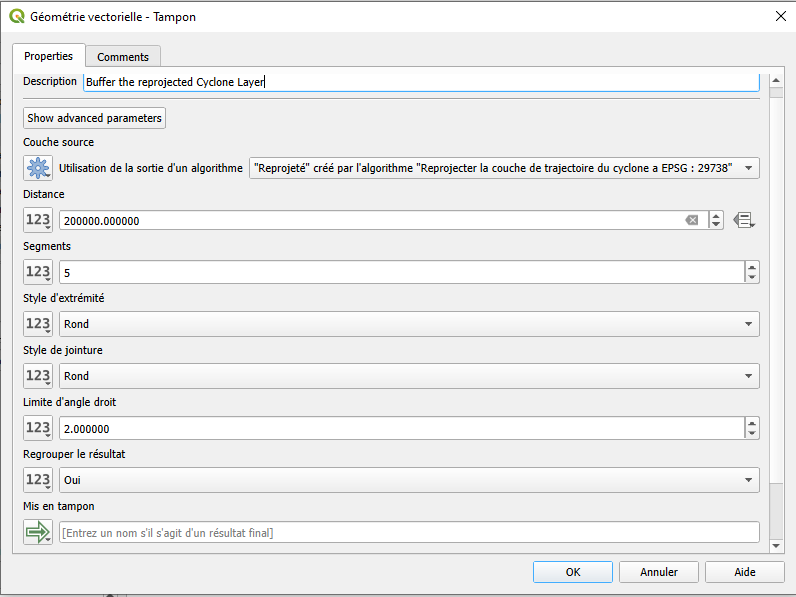 Géométrie vectorielle - Tampon
Properties
Comments
Description Buffer the reprojected Cyclone Layer
Show advanced parameters
Couche source
Utilisation de la sortie d'un algorithme "Reprojeté" créé par l'algorithme "Reprojecter la couche de trajectoire du cyclone a EPSG : 29738"
Distance
123 200000.000000
Segments
123 5
Style d'extrémité
123 Rond
Style de jointure
123 Rond
Limite d'angle droit
123 2.000000
Regrouper le résultat
123 Oui
Mis en tampon
[Entrez un nom s'il s'agit d'un résultat final]
OK Annuler Aide